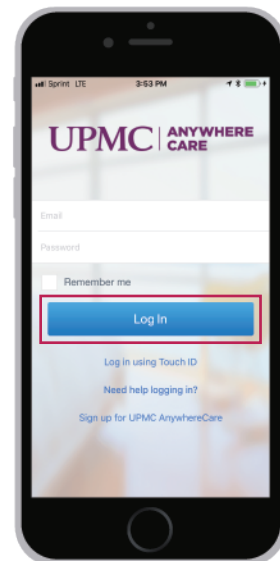 Sprint LTE 3:53 PM
UPMC ANYWHERE CARE
Email
Password
Remember me
Log In
Log in using Touch ID
Need help logging in?
Sign up for UPMC AnywhereCare